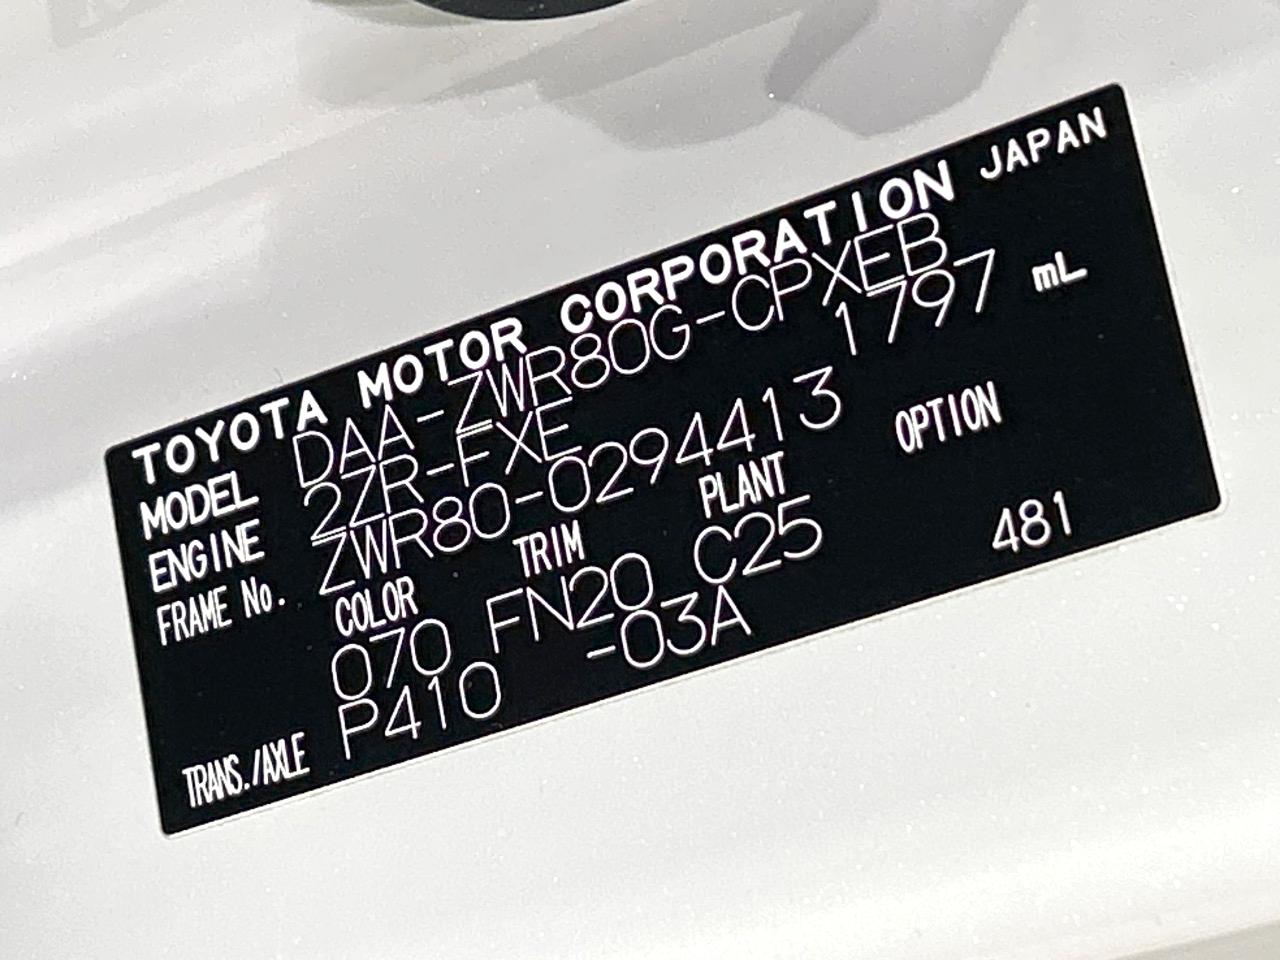 TOYOTA MOTOR CORPORATION JAPAN
MODEL DAA-ZWR80G-CPXEB
ENGINE 2ZR-FXE 1797 mL
FRAME No. ZWR80-0294413
COLOR TRIM PLANT OPTION
070 FN20 C25 481
TRANS./AXLE P410 -03A